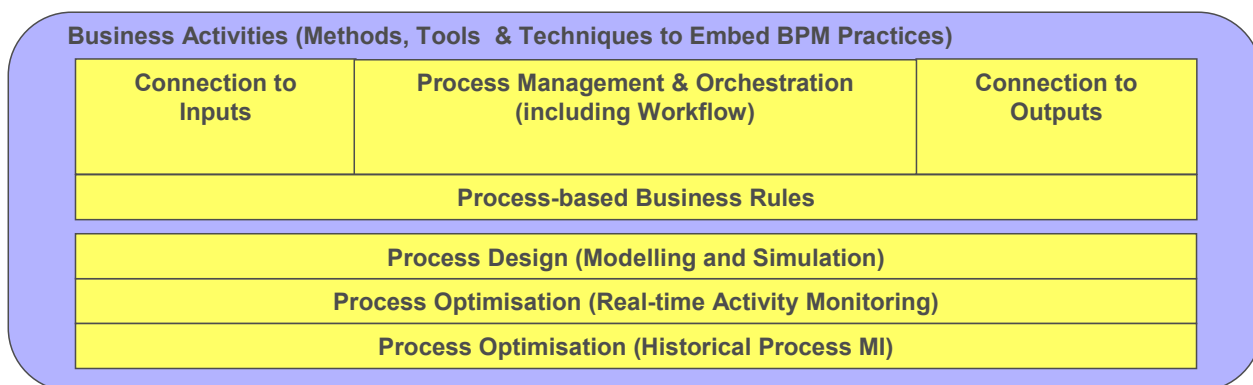 Business Activities (Methods, Tools & Techniques to Embed BPM Practices)
Connection to
Inputs
Process Management & Orchestration
(including Workflow)
Connection to
Outputs
Process-based Business Rules
Process Design (Modelling and Simulation)
Process Optimisation (Real-time Activity Monitoring)
Process Optimisation (Historical Process MI)